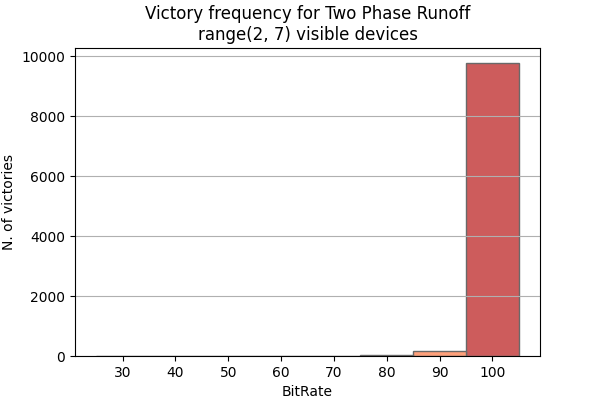 Victory frequency for Two Phase Runoff
range(2, 7) visible devices
N. of victories
10000
8000
6000
4000
2000
0
30 40 50 60 70 80 90 100
BitRate